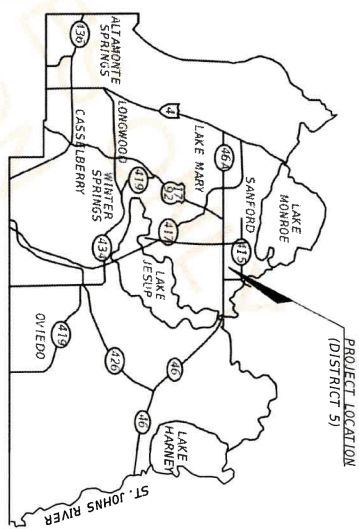 PROJECT LOCATION
(DISTRICT 5)
LAKE
MONROE
SANFORD
415
46A
LAKE MARY
4
17
92
417
419
LONGWOOD
ALTAMONTE
SPRINGS
436
CASSELBERRY
WINTER
SPRINGS
434
LAKE
JESUP
46
426
419
OVIEDO
46
LAKE
HARNEY
ST. JOHNS RIVER